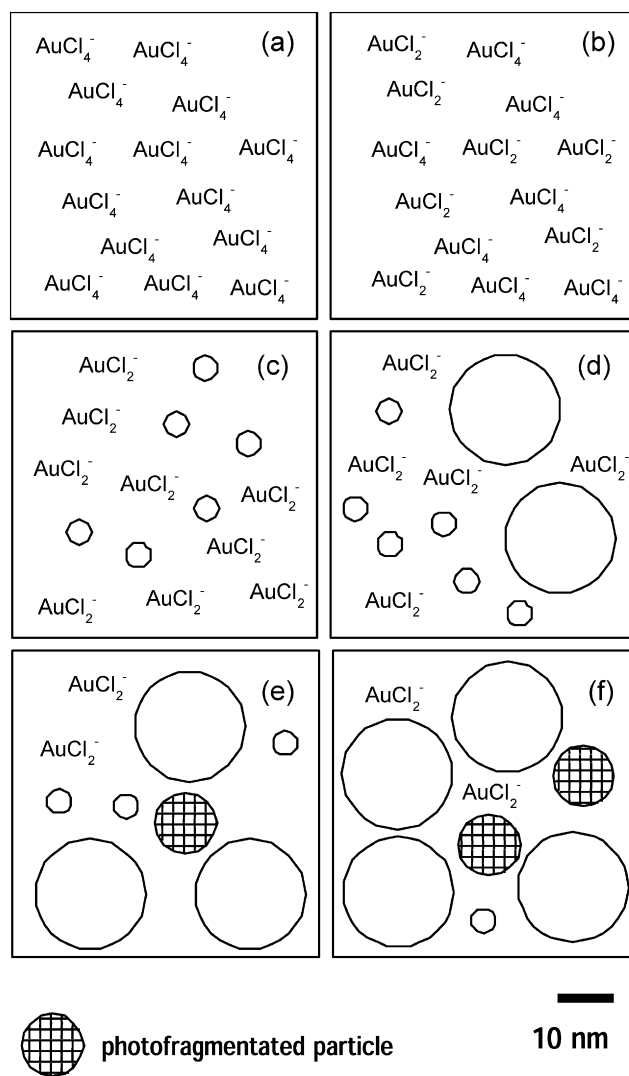 (a)
AuCl₄⁻ AuCl₄⁻
AuCl₄⁻ AuCl₄⁻
AuCl₄⁻ AuCl₄⁻ AuCl₄⁻
AuCl₄⁻ AuCl₄⁻
AuCl₄⁻ AuCl₄⁻
AuCl₄⁻ AuCl₄⁻ AuCl₄⁻
(b)
AuCl₂⁻ AuCl₄⁻
AuCl₂⁻ AuCl₄⁻
AuCl₄⁻ AuCl₂⁻ AuCl₂⁻
AuCl₂⁻ AuCl₄⁻
AuCl₄⁻ AuCl₂⁻
AuCl₂⁻ AuCl₄⁻ AuCl₄⁻
(c)
AuCl₂⁻
AuCl₂⁻
AuCl₂⁻ AuCl₂⁻ AuCl₂⁻
AuCl₂⁻
AuCl₂⁻ AuCl₂⁻ AuCl₂⁻
(d)
AuCl₂⁻
AuCl₂⁻ AuCl₂⁻ AuCl₂⁻
AuCl₂⁻
(e)
AuCl₂⁻
AuCl₂⁻
(f)
AuCl₂⁻
AuCl₂⁻
photofragmentated particle
10 nm